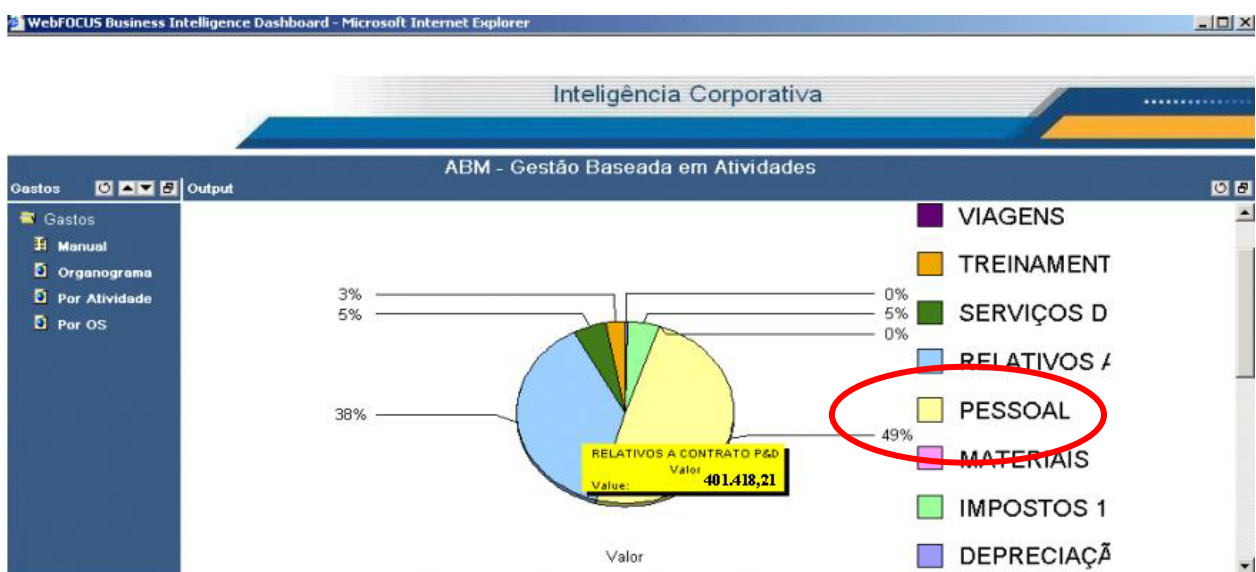 WebFOCUS Business Intelligence Dashboard - Microsoft Internet Explorer
Inteligência Corporativa
ABM - Gestão Baseada em Atividades
Gastos
Output
Gastos
Manual
Organograma
Por Atividade
Por OS
3%
5%
38%
0%
5%
0%
49%
RELATIVOS A CONTRATO P&D
Valor
Value: 401.418,21
Valor
VIAGENS
TREINAMENT
SERVIÇOS D
RELATIVOS A
PESSOAL
MATERIAIS
IMPOSTOS 1
DEPRECIAÇÃ